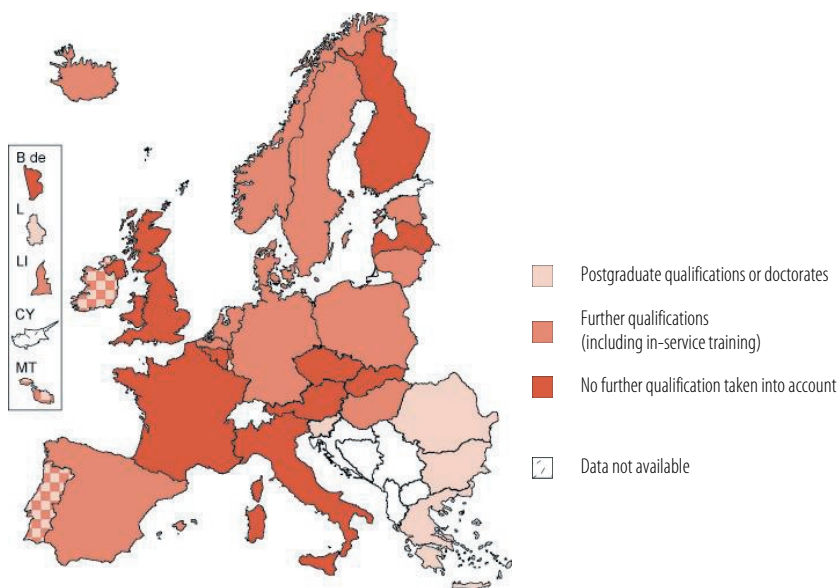 B de
L
LI
CY
MT
Postgraduate qualifications or doctorates
Further qualifications
(including in-service training)
No further qualification taken into account
Data not available